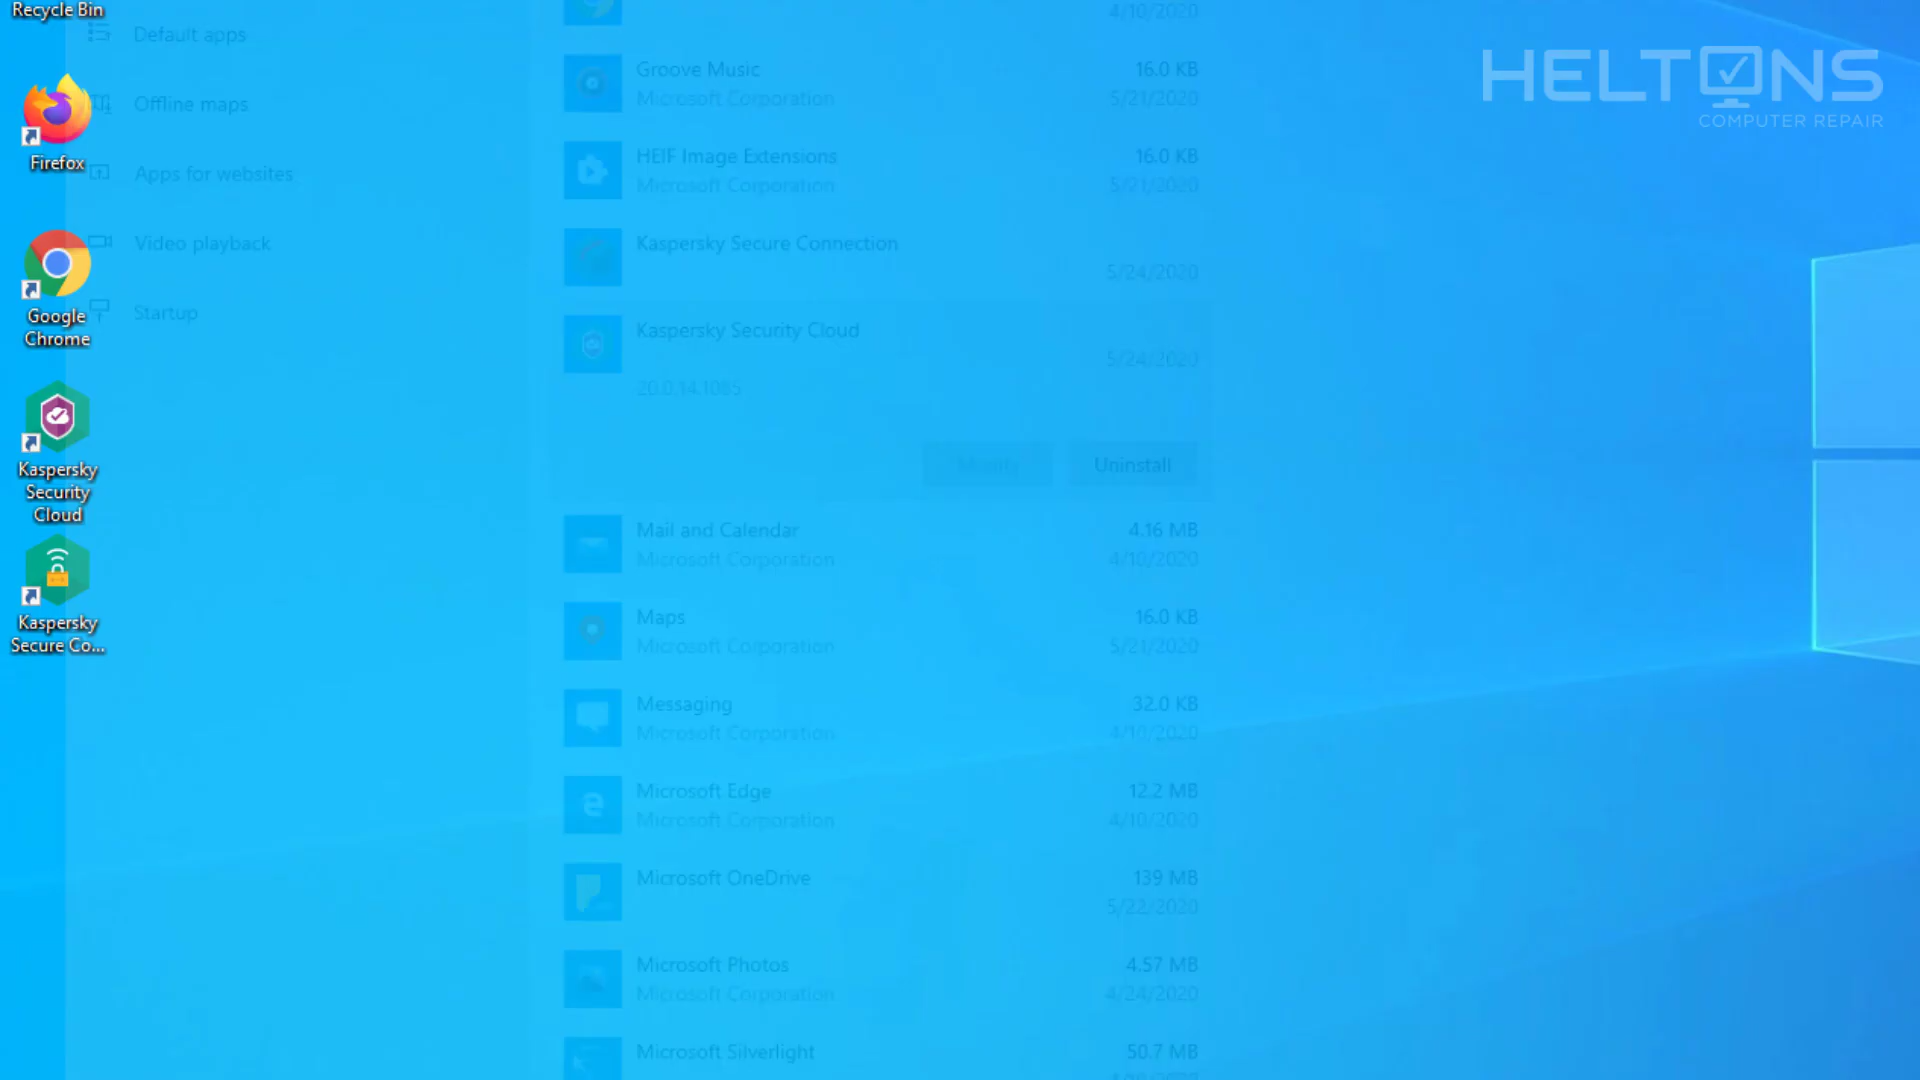 Recycle Bin
Firefox
Google
Chrome
Kaspersky
Security
Cloud
Kaspersky
Secure Co...
Default apps
Offline maps
Apps for websites
Video playback
Startup
4/10/2020
Groove Music 16.0 KB
Microsoft Corporation 5/21/2020
HEIF Image Extensions 16.0 KB
Microsoft Corporation 5/21/2020
Kaspersky Secure Connection
5/24/2020
Kaspersky Security Cloud
5/24/2020
20.0.14.1085
Modify Uninstall
Mail and Calendar 4.16 MB
Microsoft Corporation 4/10/2020
Maps 16.0 KB
Microsoft Corporation 5/21/2020
Messaging 32.0 KB
Microsoft Corporation 4/10/2020
Microsoft Edge 12.2 MB
Microsoft Corporation 4/10/2020
Microsoft OneDrive 139 MB
5/22/2020
Microsoft Photos 4.57 MB
Microsoft Corporation 4/24/2020
Microsoft Silverlight 50.7 MB
HELTONS
COMPUTER REPAIR